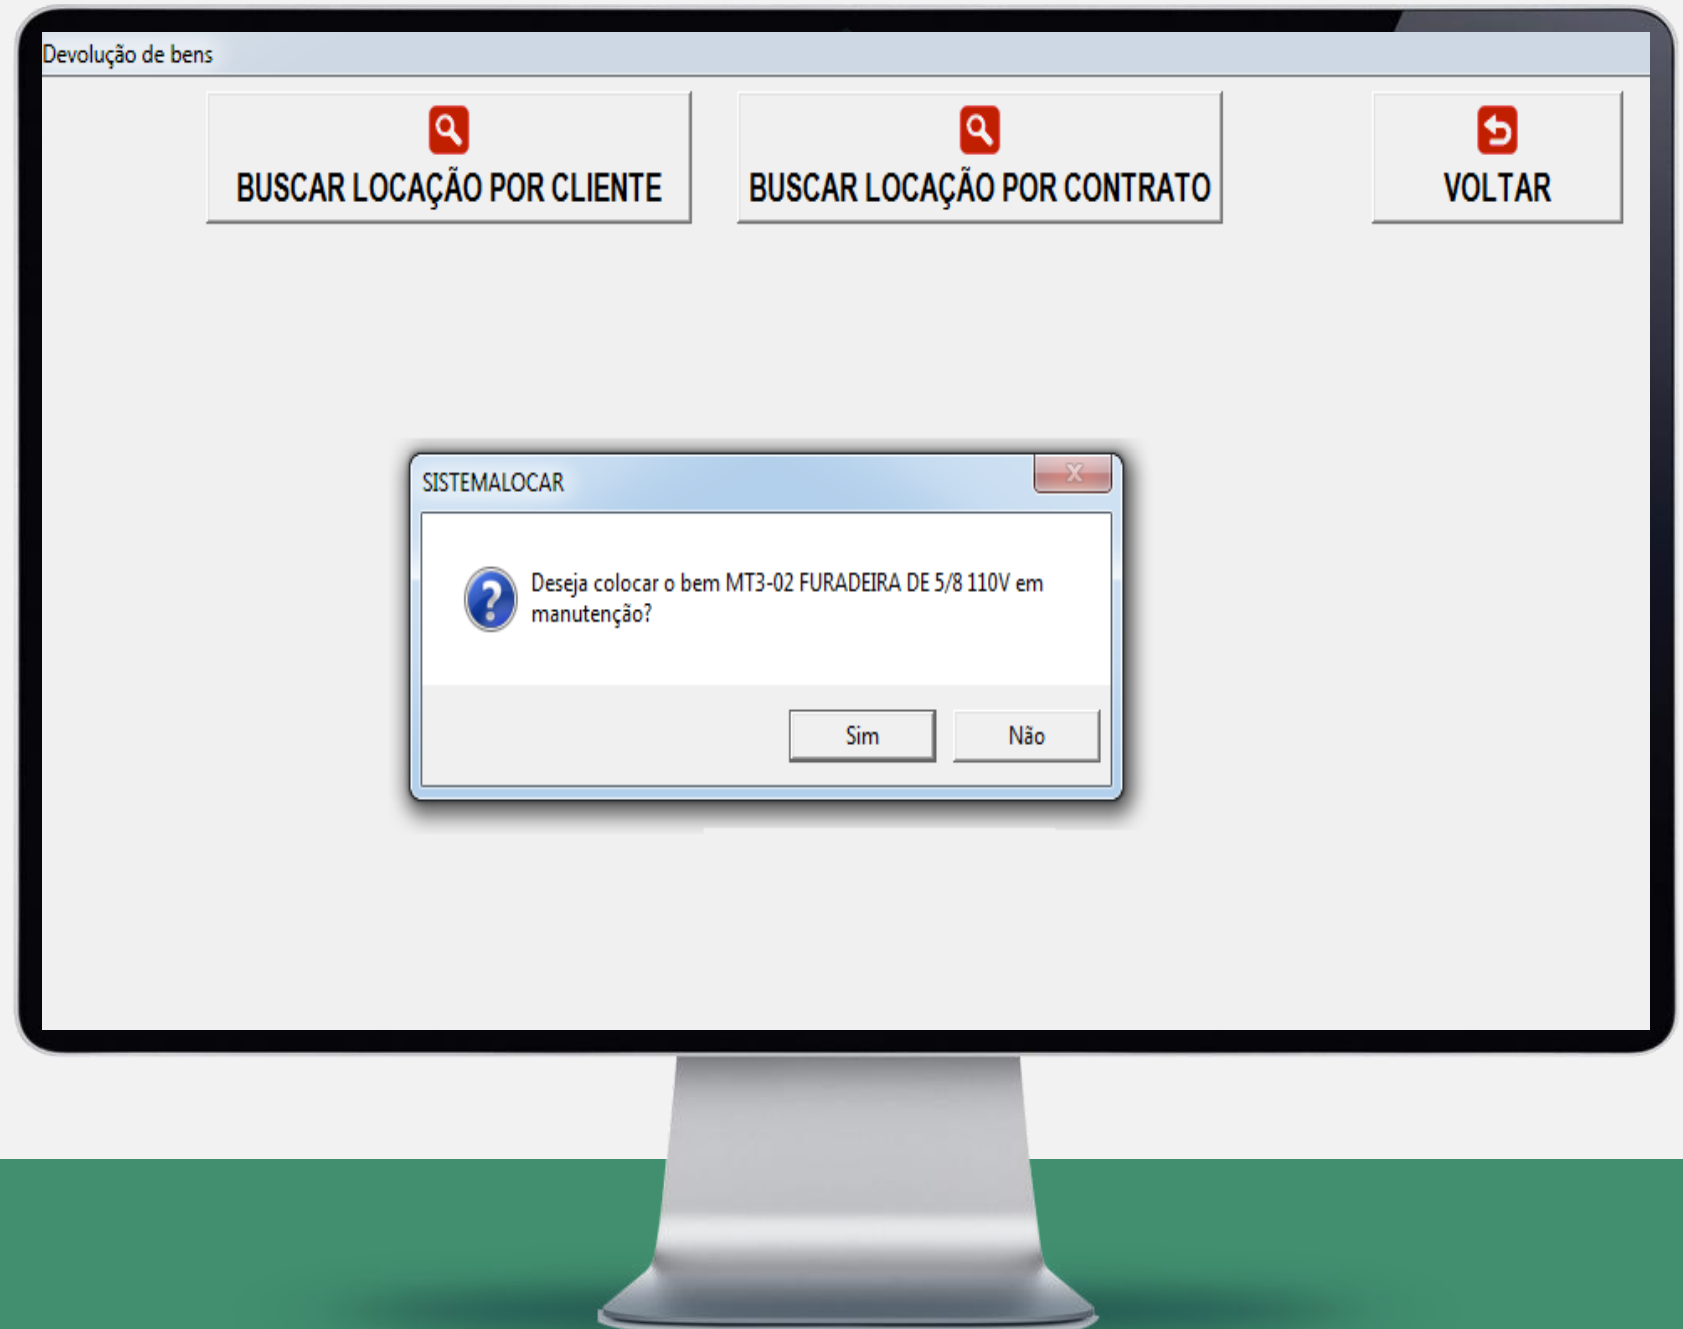 Devolução de bens
BUSCAR LOCAÇÃO POR CLIENTE
BUSCAR LOCAÇÃO POR CONTRATO
VOLTAR
SISTEMALOCAR
X
Deseja colocar o bem MT3-02 FURADEIRA DE 5/8 110V em
manutenção?
Sim
Não